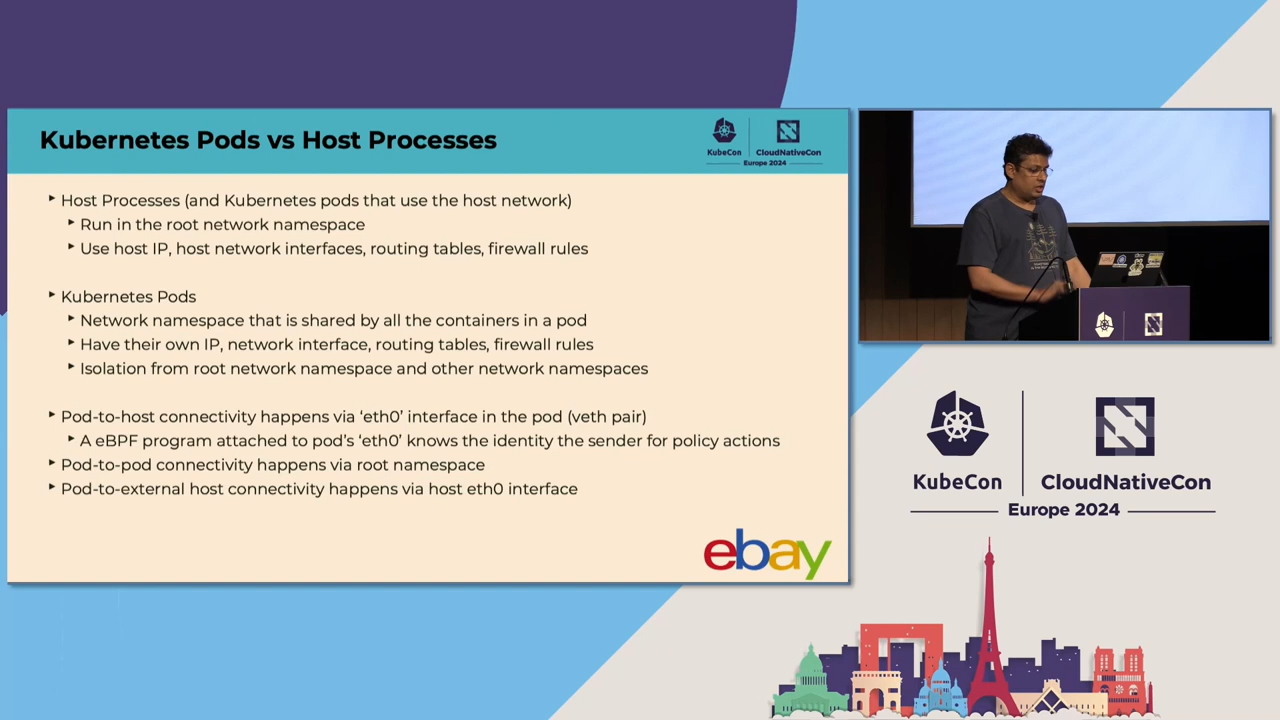 Kubernetes Pods vs Host Processes
KubeCon
CloudNativeCon
Europe 2024
Host Processes (and Kubernetes pods that use the host network)
Run in the root network namespace
Use host IP, host network interfaces, routing tables, firewall rules
Kubernetes Pods
Network namespace that is shared by all the containers in a pod
Have their own IP, network interface, routing tables, firewall rules
Isolation from root network namespace and other network namespaces
Pod-to-host connectivity happens via ‘eth0’ interface in the pod (veth pair)
A eBPF program attached to pod’s ‘eth0’ knows the identity the sender for policy actions
Pod-to-pod connectivity happens via root namespace
Pod-to-external host connectivity happens via host eth0 interface
ebay
KubeCon
CloudNativeCon
Europe 2024